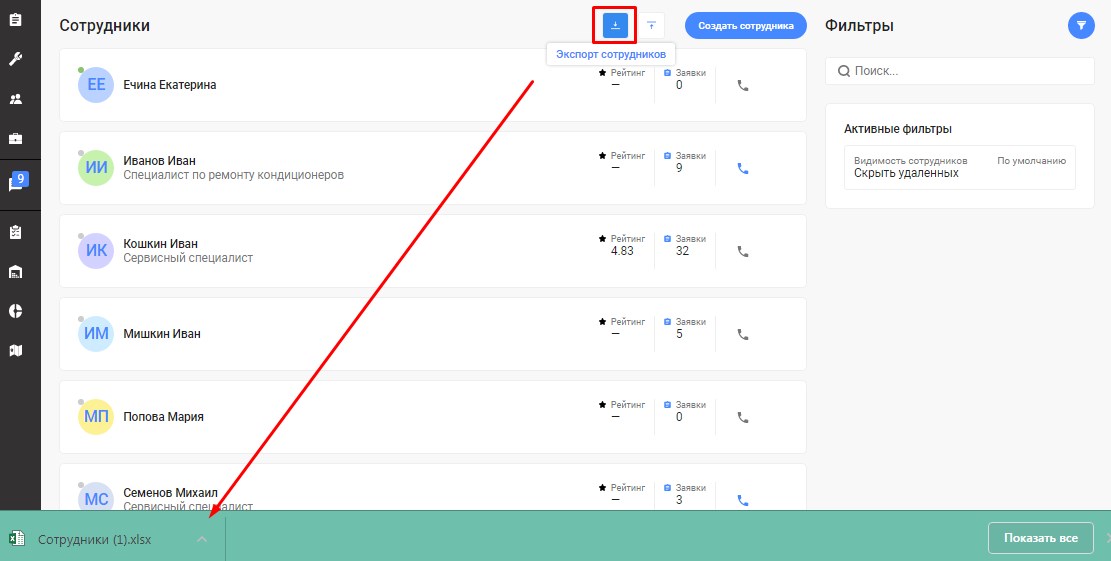 Сотрудники
Создать сотрудника
Экспорт сотрудников
Фильтры
Поиск...
Активные фильтры
Видимость сотрудников
По умолчанию
Скрыть удаленных
9
ЕЕ
Ечина Екатерина
Рейтинг
—
Заявки
0
ИИ
Иванов Иван
Специалист по ремонту кондиционеров
Рейтинг
—
Заявки
9
ИК
Кошкин Иван
Сервисный специалист
Рейтинг
4.83
Заявки
32
ИМ
Мишкин Иван
Рейтинг
—
Заявки
5
МП
Попова Мария
Рейтинг
—
Заявки
0
МС
Семенов Михаил
Сервисный специалист
Рейтинг
—
Заявки
3
Сотрудники (1).xlsx
Показать все